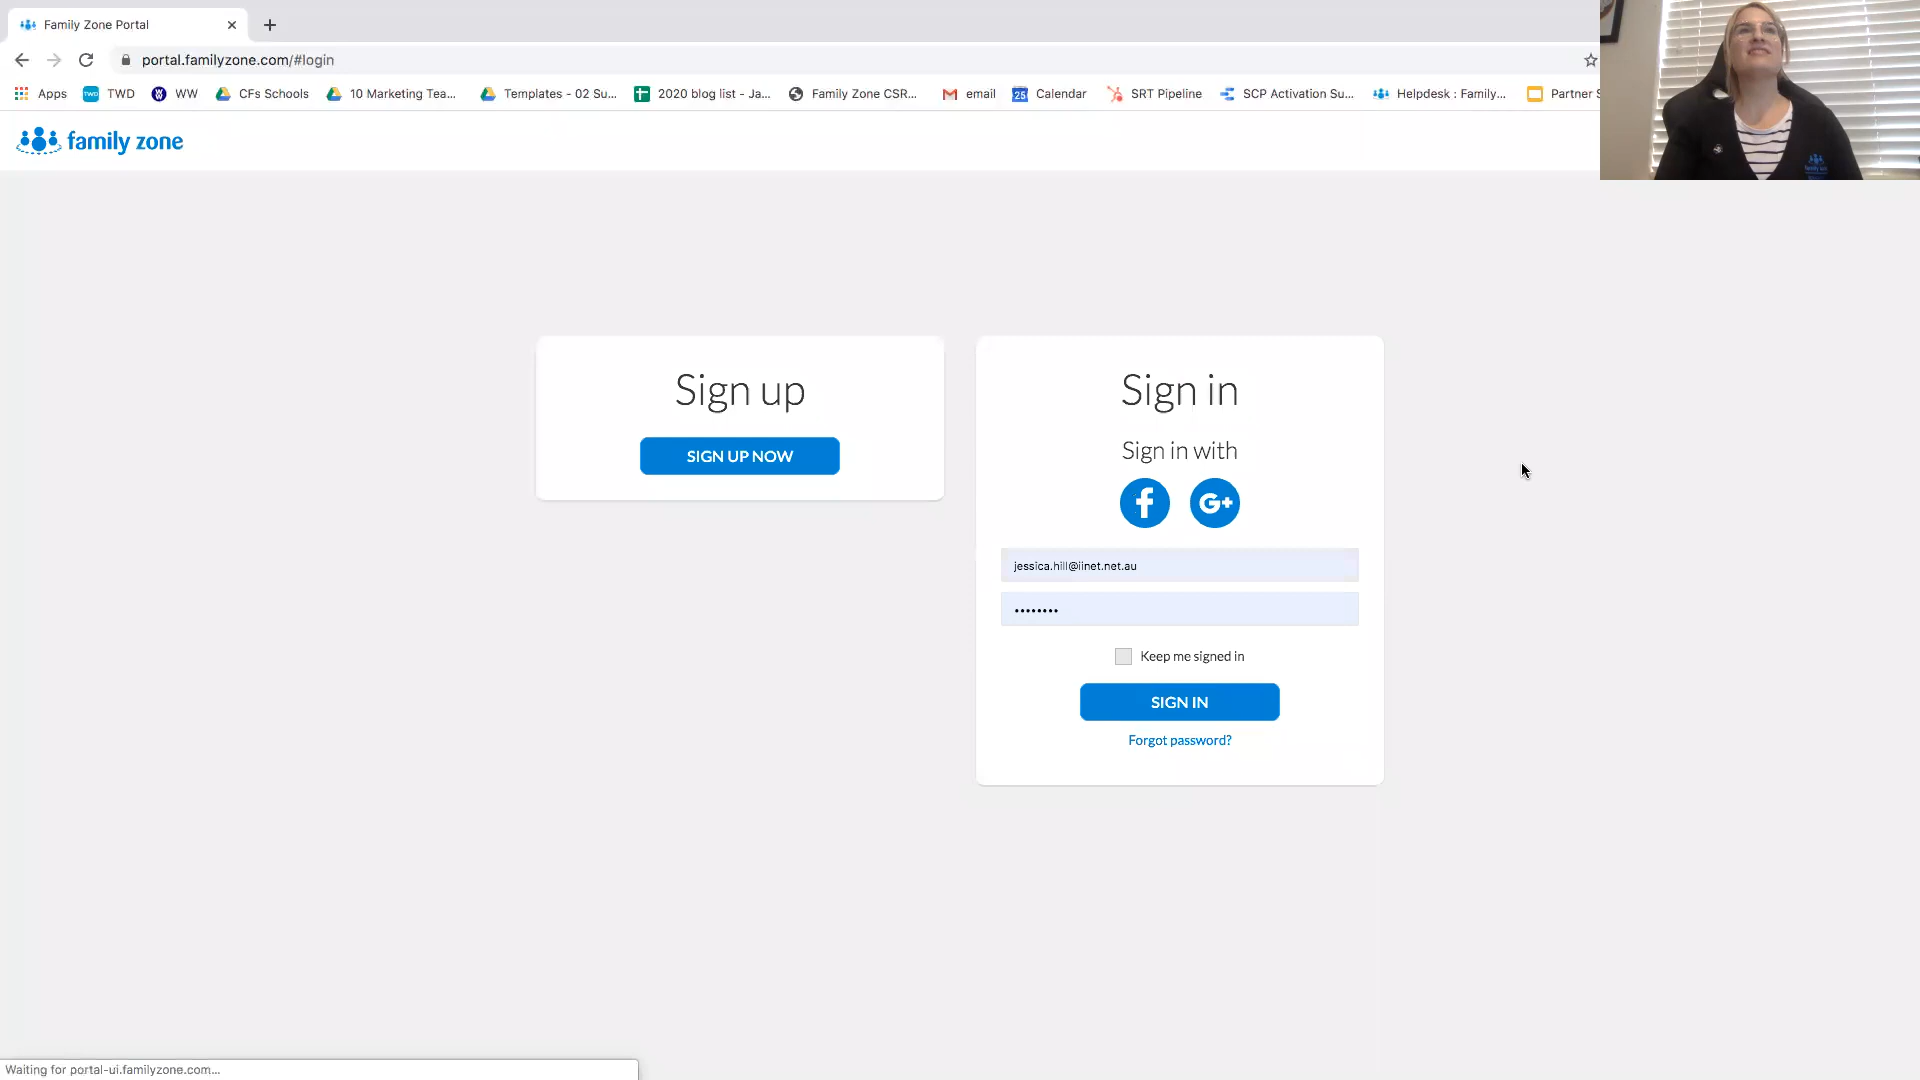 Family Zone Portal
portal.familyzone.com/#login
Apps TWD WW CFs Schools 10 Marketing Tea... Templates - 02 Su... 2020 blog list - Ja... Family Zone CSR... email 25 Calendar SRT Pipeline SCP Activation Su... Helpdesk : Family... Partner S
family zone
Sign up
SIGN UP NOW
Sign in
Sign in with
f G+
jessica.hill@iinet.net.au
••••••••
Keep me signed in
SIGN IN
Forgot password?
Waiting for portal-ui.familyzone.com...